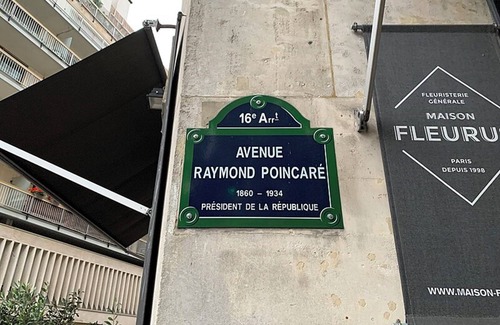 16e Arrt
AVENUE
RAYMOND POINCARÉ
1860 – 1934
PRÉSIDENT DE LA RÉPUBLIQUE
FLEURISTERIE
GÉNÉRALE
MAISON
FLEURU
PARIS
DEPUIS 1998
WWW.MAISON-F